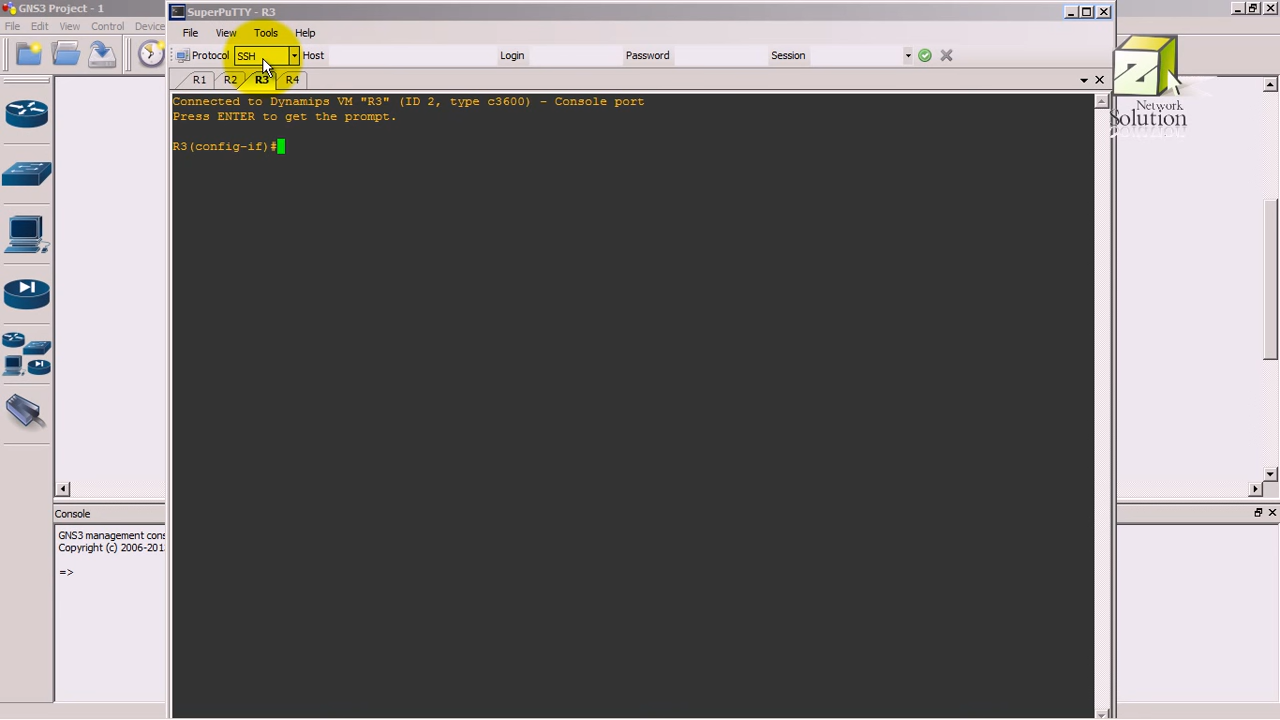 GNS3 Project - 1
SuperPuTTY - R3
File Edit View Control Device
File View Tools Help
Protocol SSH Host Login Password Session
R1 R2 R3 R4
Connected to Dynamips VM "R3" (ID 2, type c3600) - Console port
Press ENTER to get the prompt.
R3(config-if)#
Z
Network
Solution
Console
GNS3 management cons
Copyright (c) 2006-201
=>